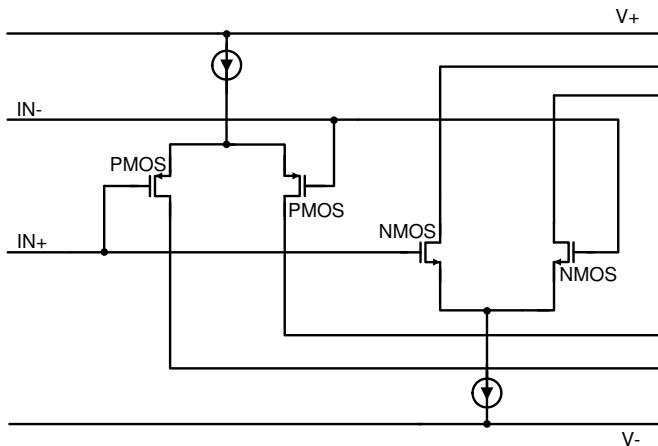 V+
IN-
PMOS
PMOS
NMOS
IN+
NMOS
V-